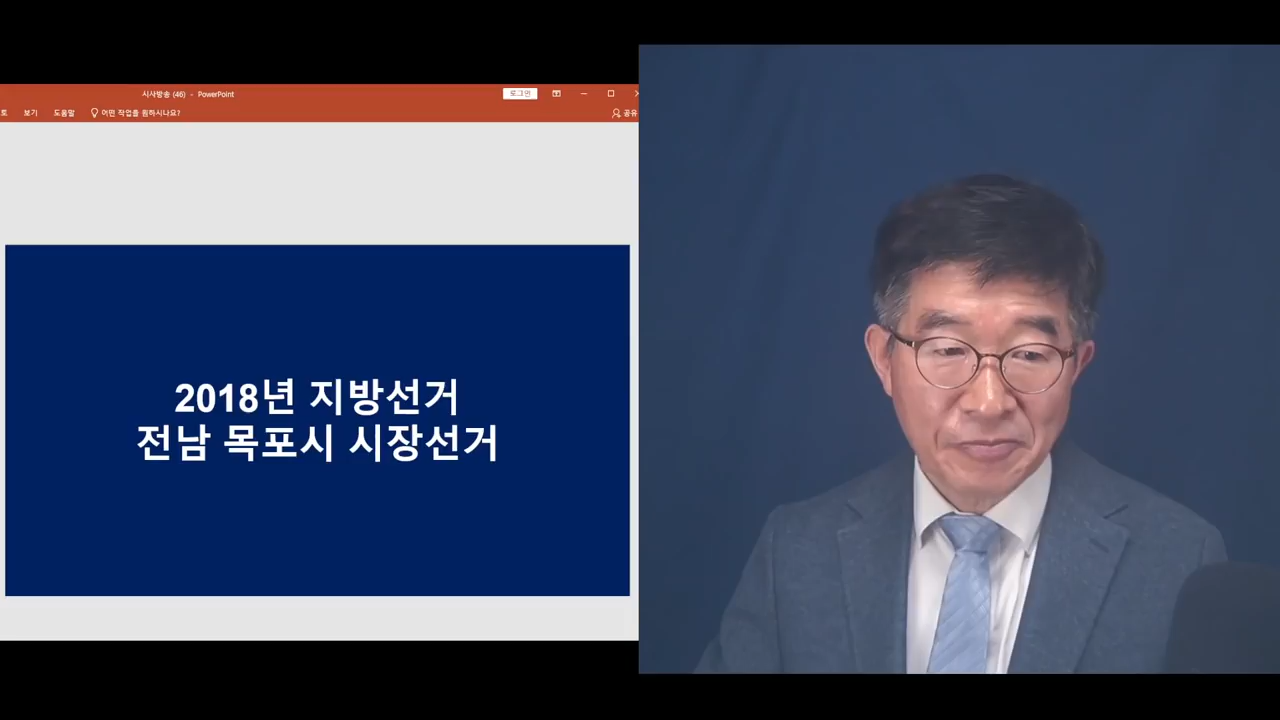 시사방송 (46) - PowerPoint
로그인
토 보기 도움말 어떤 작업을 원하시나요? 공유
2018년 지방선거
전남 목포시 시장선거